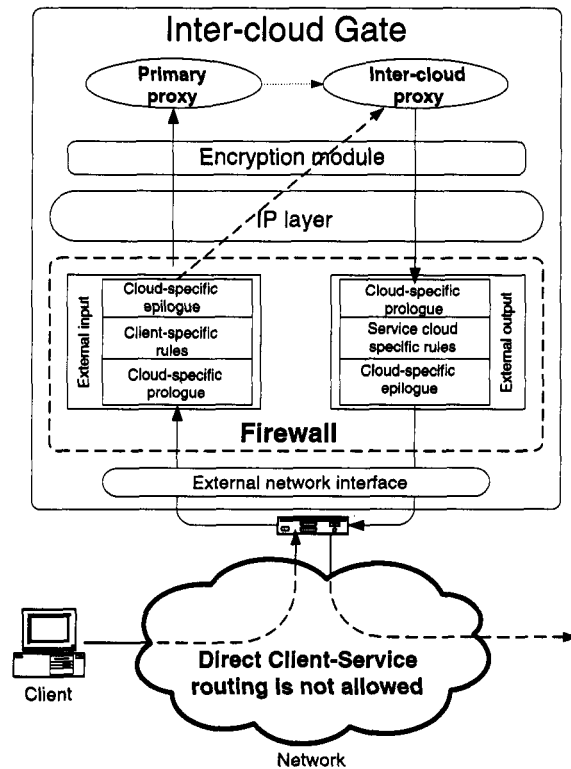 Inter-cloud Gate
Primary
proxy
Inter-cloud
proxy
Encryption module
IP layer
External input
Cloud-specific
epilogue
Client-specific
rules
Cloud-specific
prologue
Cloud-specific
prologue
Service cloud
specific rules
Cloud-specific
epilogue
External output
Firewall
External network interface
Direct Client-Service
routing is not allowed
Client
Network